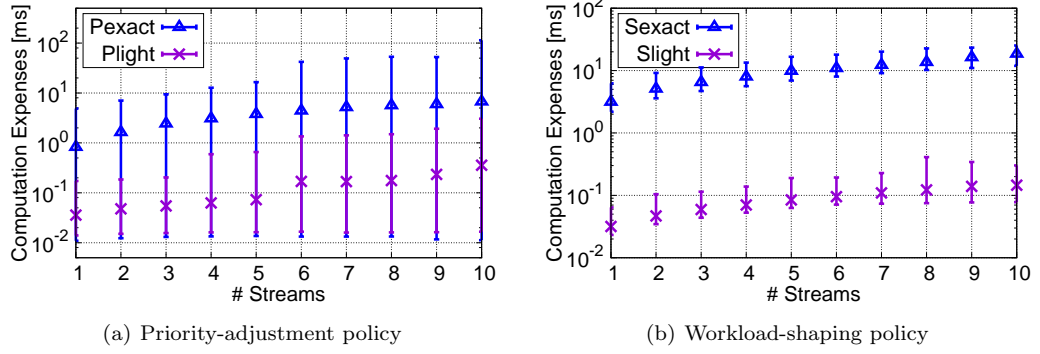 Computation Expenses [ms]
10^2
10^1
10^0
10^-1
10^-2
Pexact
Plight
1 2 3 4 5 6 7 8 9 10
# Streams
(a) Priority-adjustment policy
Computation Expenses [ms]
10^2
10^1
10^0
10^-1
10^-2
Sexact
Slight
1 2 3 4 5 6 7 8 9 10
# Streams
(b) Workload-shaping policy